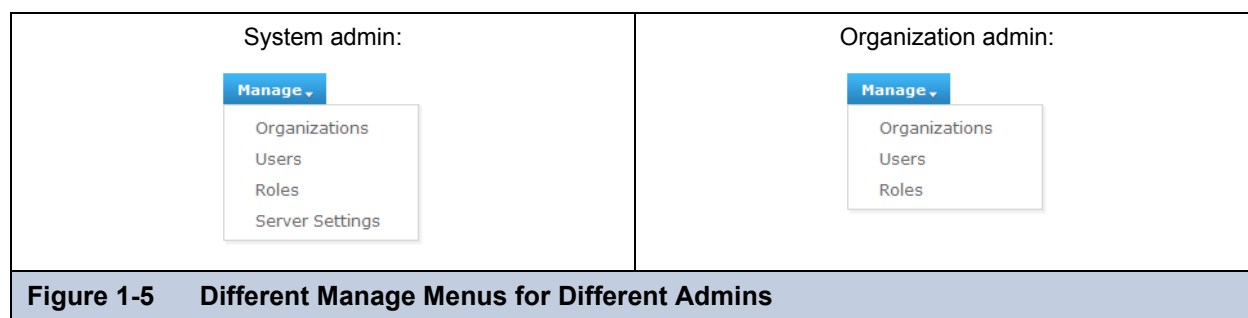 System admin:
Manage
Organizations
Users
Roles
Server Settings
Organization admin:
Manage
Organizations
Users
Roles
Figure 1-5 Different Manage Menus for Different Admins